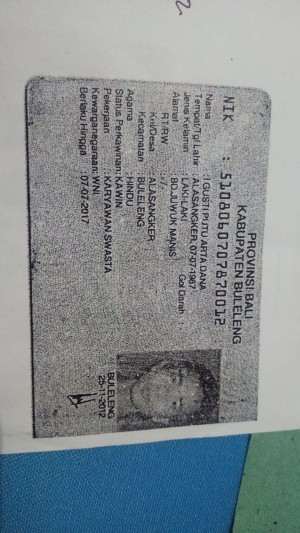 2
PROVINSI BALI
KABUPATEN BULELENG
NIK : 5108060707870012
Nama : I GUSTI PUTU ARTA DANA
Tempat/Tgl Lahir : ALASANGKER, 07-07-1987
Jenis Kelamin : LAKI-LAKI Gol Darah :
Alamat : BD.JUWUK MANIS
RT/RW : -/-
Kel/Desa : ALASANGKER
Kecamatan : BULELENG
Agama : HINDU
Status Perkawinan: KAWIN
Pekerjaan : KARYAWAN SWASTA
Kewarganegaraan: WNI
Berlaku Hingga : 07-07-2017
BULELENG
25-11-2012